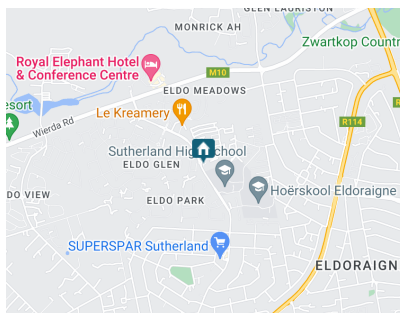 GLEN LAURISTON
MONRICK AH
Zwartkop Countr
Royal Elephant Hotel
& Conference Centre
M10
ELDO MEADOWS
esort
Le Kreamery
R114
Wierda Rd
Sutherland High School
ELDO GLEN
DO VIEW
Hoërskool Eldoraigne
ELDO PARK
SUPERSPAR Sutherland
ELDORAIGN